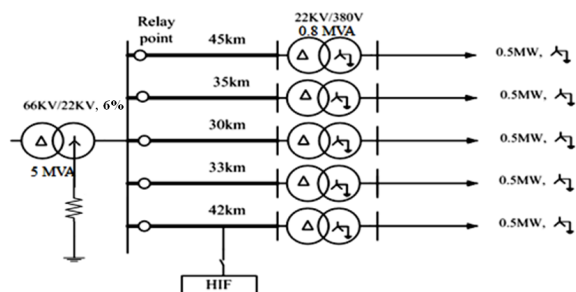 Relay
point
22KV/380V
0.8 MVA
45km
0.5MW,
35km
0.5MW,
66KV/22KV, 6%
30km
0.5MW,
5 MVA
33km
0.5MW,
42km
0.5MW,
HIF